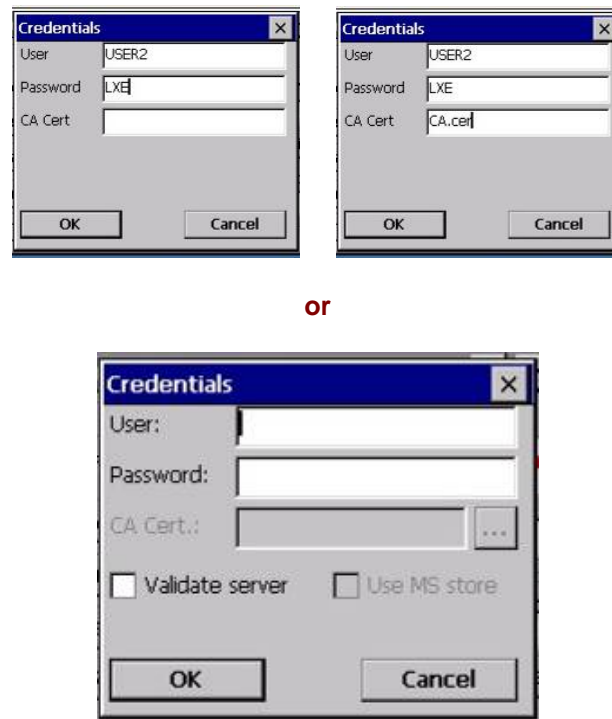 Credentials
User USER2
Password LXE
CA Cert
OK Cancel
Credentials
User USER2
Password LXE
CA Cert CA.cer
OK Cancel
or
Credentials
User:
Password:
CA Cert.: ...
Validate server Use MS store
OK Cancel